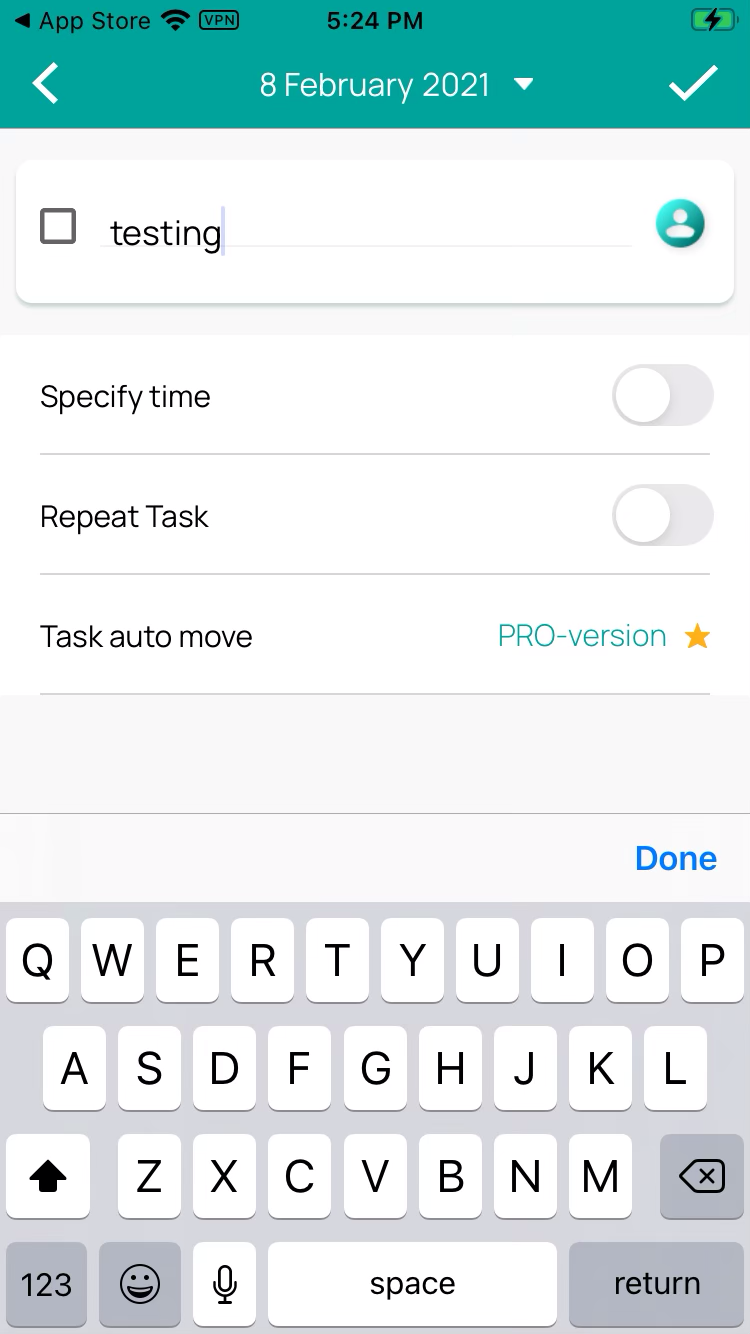 App Store VPN 5:24 PM
8 February 2021
testing
Specify time
Repeat Task
Task auto move PRO-version
Done
Q W E R T Y U I O P
A S D F G H J K L
Z X C V B N M
123 space return